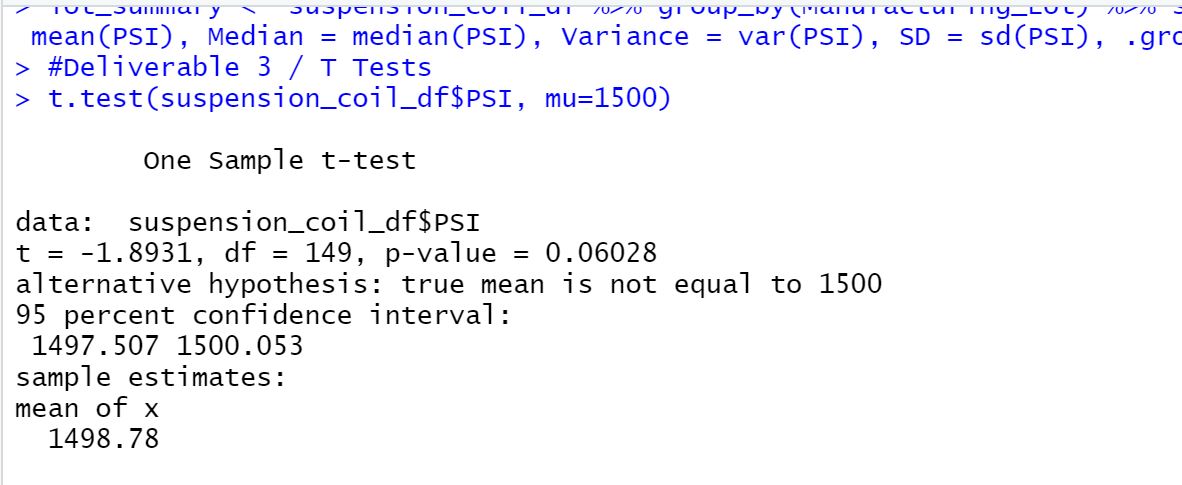 > lot_summary < suspension_coil_df %>% group_by(Manufacturing_Lot) %>%
mean(PSI), Median = median(PSI), Variance = var(PSI), SD = sd(PSI), .gro
> #Deliverable 3 / T Tests
> t.test(suspension_coil_df$PSI, mu=1500)
One Sample t-test
data: suspension_coil_df$PSI
t = -1.8931, df = 149, p-value = 0.06028
alternative hypothesis: true mean is not equal to 1500
95 percent confidence interval:
1497.507 1500.053
sample estimates:
mean of x
1498.78